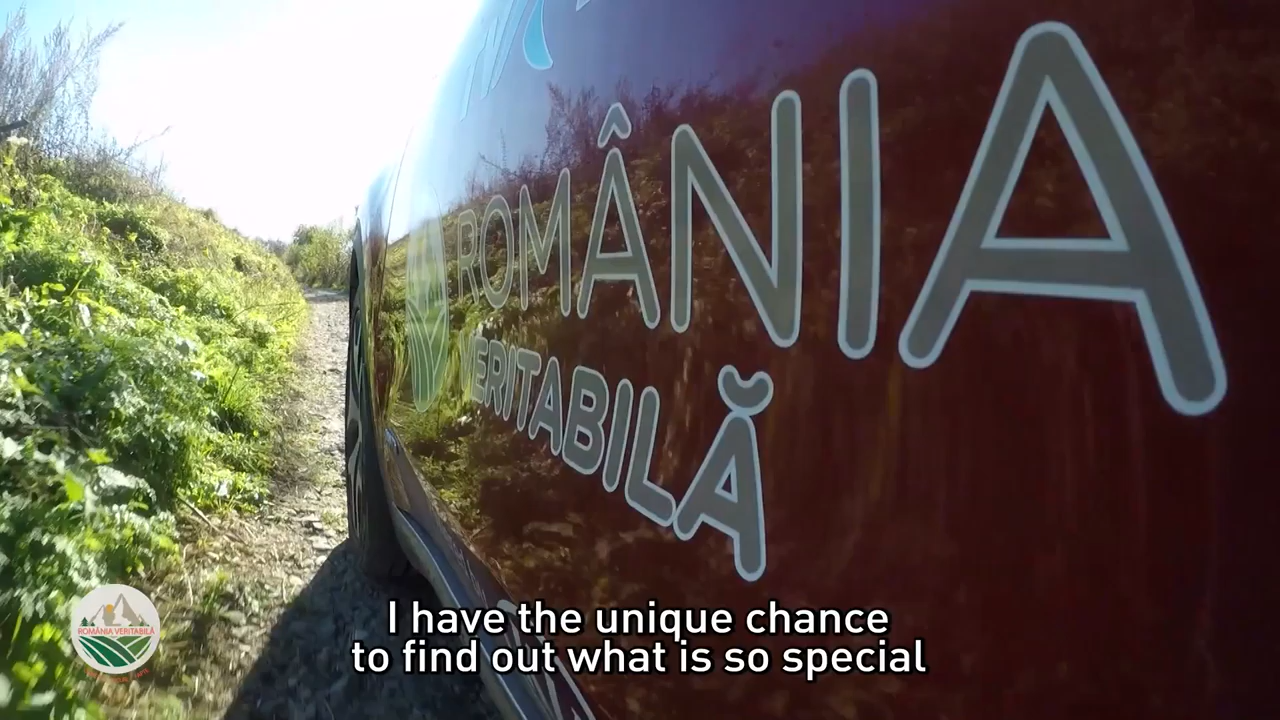 ROMÂNIA
VERITABILĂ
ROMÂNIA VERITABILĂ
I have the unique chance
to find out what is so special